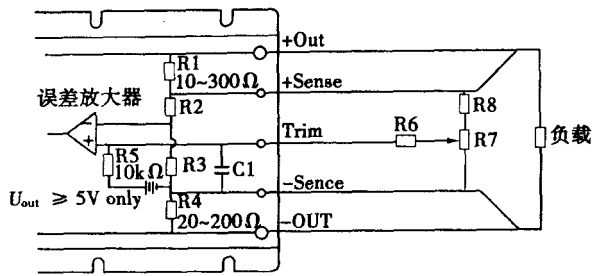 +Out
R1
10~300Ω
+Sense
R8
误差放大器
R2
Trim
R6
R7
负载
R5
10kΩ
R3
C1
−Sence
U_out ≥ 5V only
R4
20~200Ω
−OUT